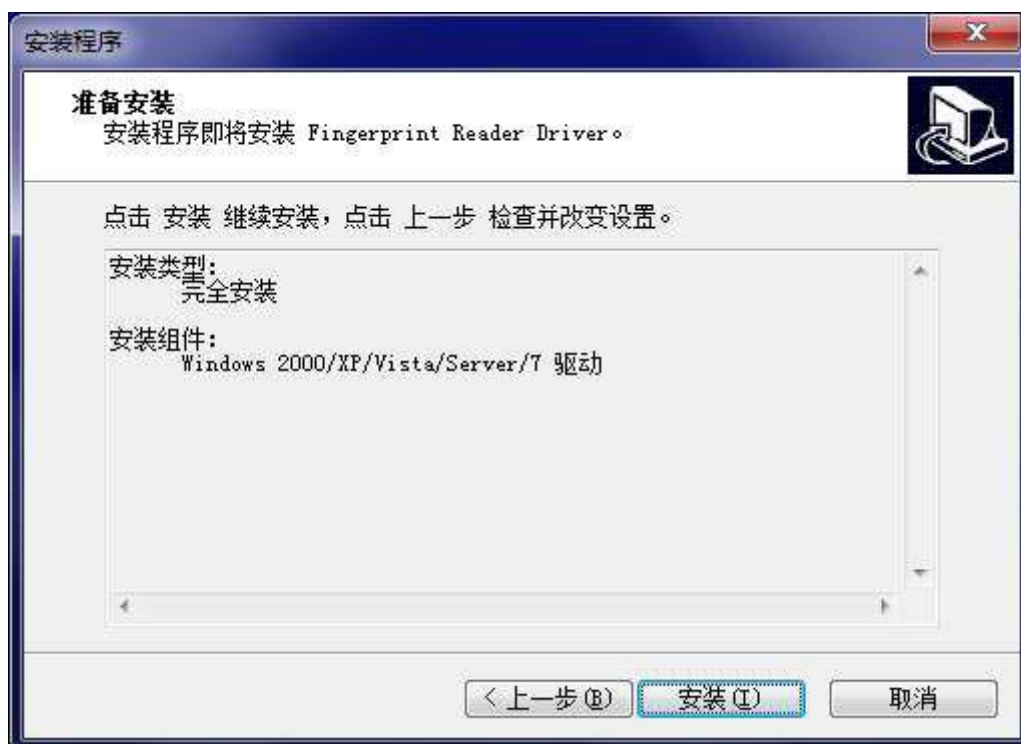 安装程序
准备安装
安装程序即将安装 Fingerprint Reader Driver。
点击 安装 继续安装，点击 上一步 检查并改变设置。
安装类型:
完全安装
安装组件:
Windows 2000/XP/Vista/Server/7 驱动
< 上一步(B)
安装(I)
取消